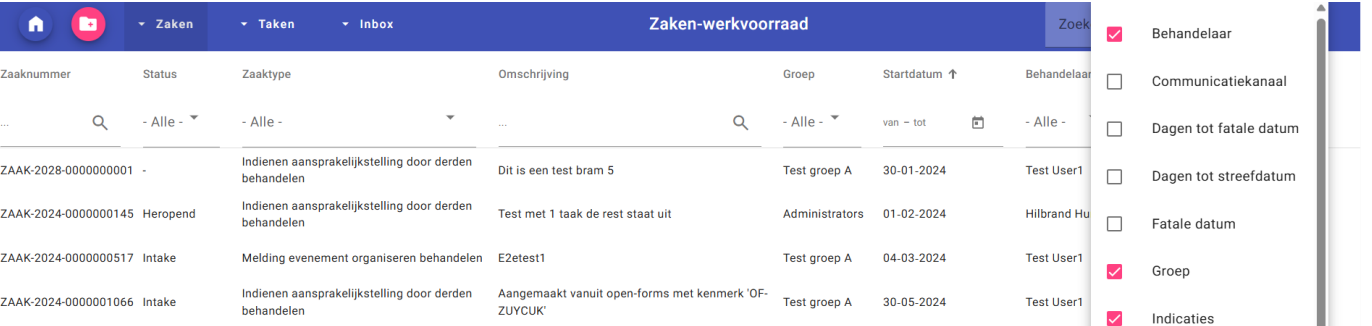 Zaken Taken Inbox Zaken-werkvoorraad Zoek
Zaaknummer Status Zaaktype Omschrijving Groep Startdatum Behandelaar
... - Alle - - Alle - ... - Alle - van – tot - Alle -
ZAAK-2028-0000000001 - Indienen aansprakelijkstelling door derden behandelen Dit is een test bram 5 Test groep A 30-01-2024 Test User1
ZAAK-2024-0000000145 Heropend Indienen aansprakelijkstelling door derden behandelen Test met 1 taak de rest staat uit Administrators 01-02-2024 Hilbrand Hu
ZAAK-2024-0000000517 Intake Melding evenement organiseren behandelen E2etest1 Test groep A 04-03-2024 Test User1
ZAAK-2024-0000001066 Intake Indienen aansprakelijkstelling door derden behandelen Aangemaakt vanuit open-forms met kenmerk 'OF-ZUYCUK' Test groep A 30-05-2024 Test User1
Behandelaar
Communicatiekanaal
Dagen tot fatale datum
Dagen tot streefdatum
Fatale datum
Groep
Indicaties